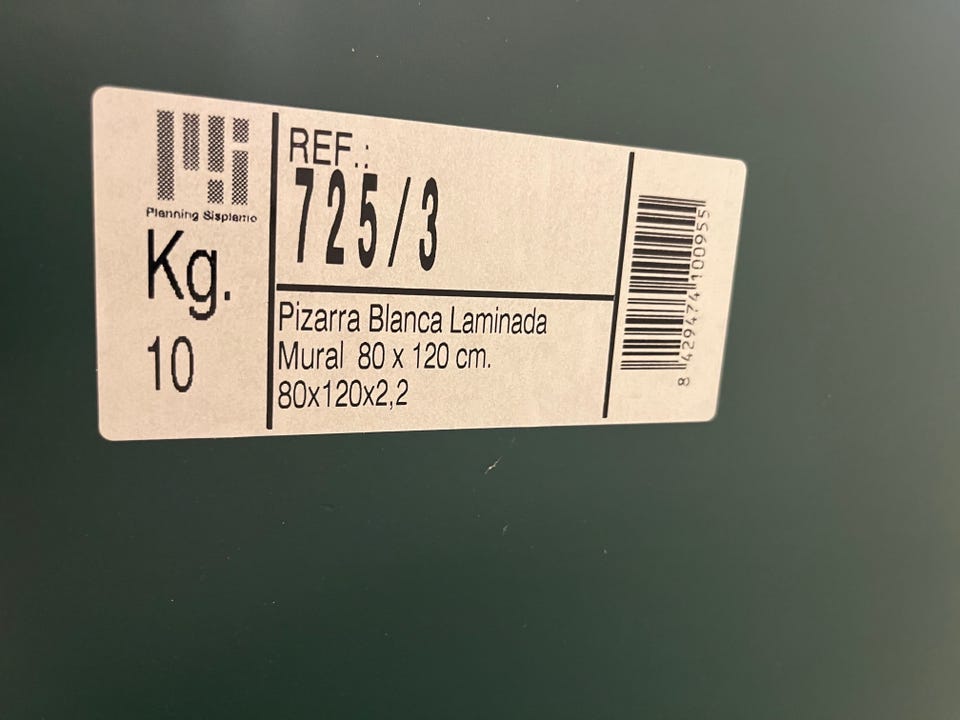 Planning Sisplamo
Kg.
10
REF.:
725/3
Pizarra Blanca Laminada
Mural 80 x 120 cm.
80x120x2,2
8 429474 100955